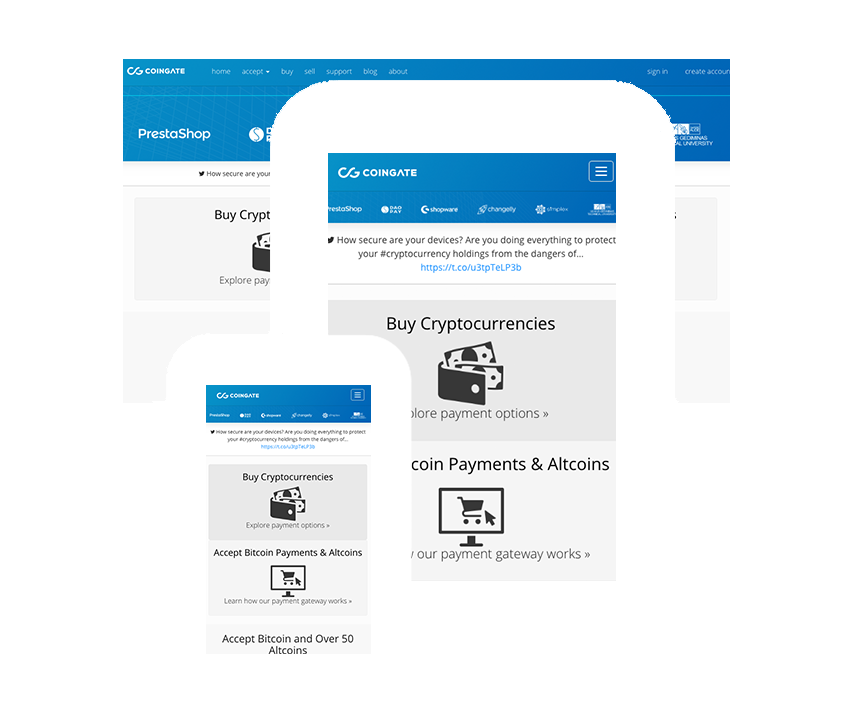 COINGATE home accept buy sell support blog about sign in create accoun
PrestaShop
GEDIMINAS
UNIVERSITY
How secure are your
Buy Crypt
Explore pay
COINGATE
restaShop DAO DAY shopware changelly simplex
How secure are your devices? Are you doing everything to protect
your #cryptocurrency holdings from the dangers of...
https://t.co/u3tpTeLP3b
Buy Cryptocurrencies
plore payment options »
coin Payments & Altcoins
our payment gateway works »
COINGATE
PrestaShop shopware changelly simplex
How secure are your devices? Are you doing everything to protect
your #cryptocurrency holdings from the dangers of...
https://t.co/u3tpTeLP3b
Buy Cryptocurrencies
Explore payment options »
Accept Bitcoin Payments & Altcoins
Learn how our payment gateway works »
Accept Bitcoin and Over 50
Altcoins